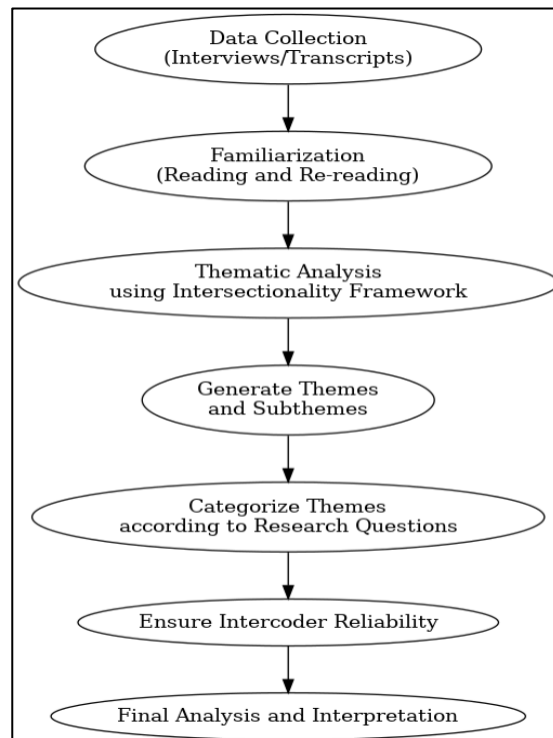 Data Collection
(Interviews/Transcripts)
Familiarization
(Reading and Re-reading)
Thematic Analysis
using Intersectionality Framework
Generate Themes
and Subthemes
Categorize Themes
according to Research Questions
Ensure Intercoder Reliability
Final Analysis and Interpretation